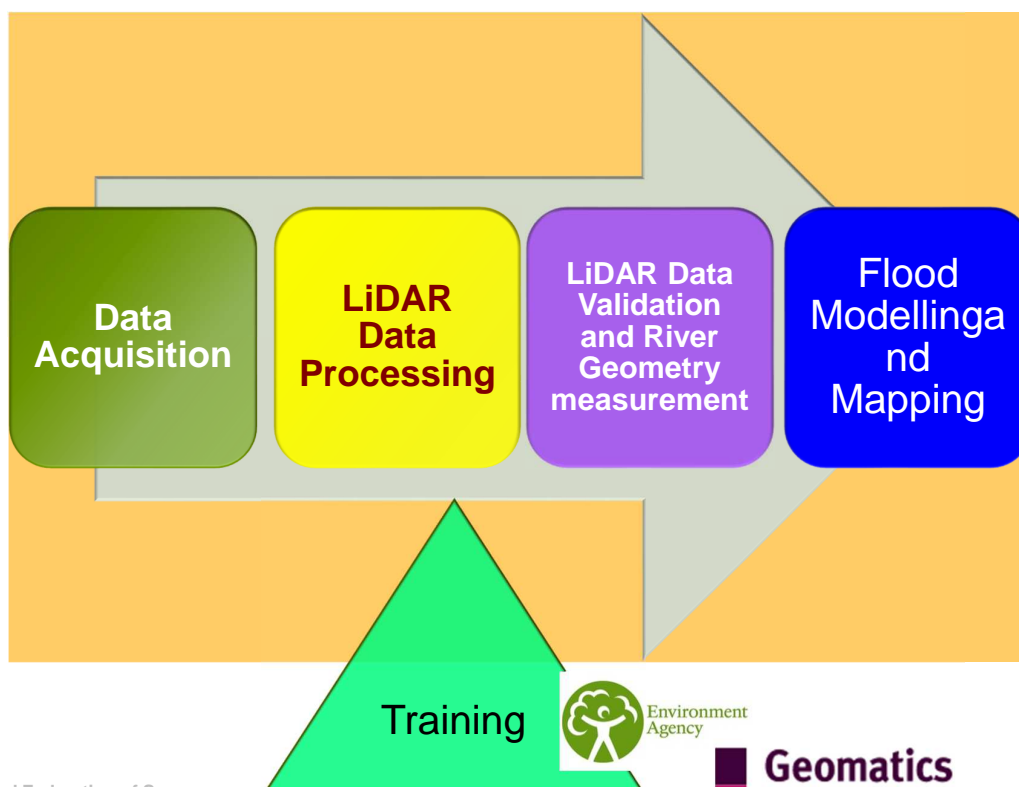 Data
Acquisition
LiDAR
Data
Processing
LiDAR Data
Validation
and River
Geometry
measurement
Flood
Modellinga
nd
Mapping
Training
Environment
Agency
Geomatics